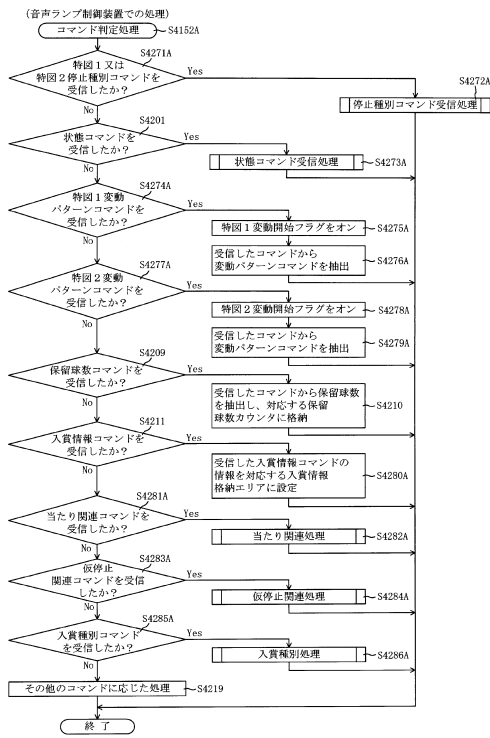 (音声ランプ制御装置での処理)
コマンド判定処理
S4152A
S4271A
特図1又は
特図2停止種別コマンドを
受信したか?
Yes
No
S4272A
停止種別コマンド受信処理
S4201
状態コマンドを
受信したか?
Yes
No
状態コマンド受信処理
S4273A
S4274A
特図1変動
パターンコマンドを
受信したか?
Yes
No
特図1変動開始フラグをオン
S4275A
受信したコマンドから
変動パターンコマンドを抽出
S4276A
S4277A
特図2変動
パターンコマンドを
受信したか?
Yes
No
特図2変動開始フラグをオン
S4278A
受信したコマンドから
変動パターンコマンドを抽出
S4279A
S4209
保留球数コマンドを
受信したか?
Yes
No
受信したコマンドから保留球数
を抽出し、対応する保留
球数カウンタに格納
S4210
S4211
入賞情報コマンドを
受信したか?
Yes
No
受信した入賞情報コマンドの
情報を対応する入賞情報
格納エリアに設定
S4280A
S4281A
当たり関連コマンドを
受信したか?
Yes
No
当たり関連処理
S4282A
S4283A
仮停止
関連コマンドを受信
したか?
Yes
No
仮停止関連処理
S4284A
S4285A
入賞種別コマンド
を受信したか?
Yes
No
入賞種別処理
S4286A
その他のコマンドに応じた処理
S4219
終了